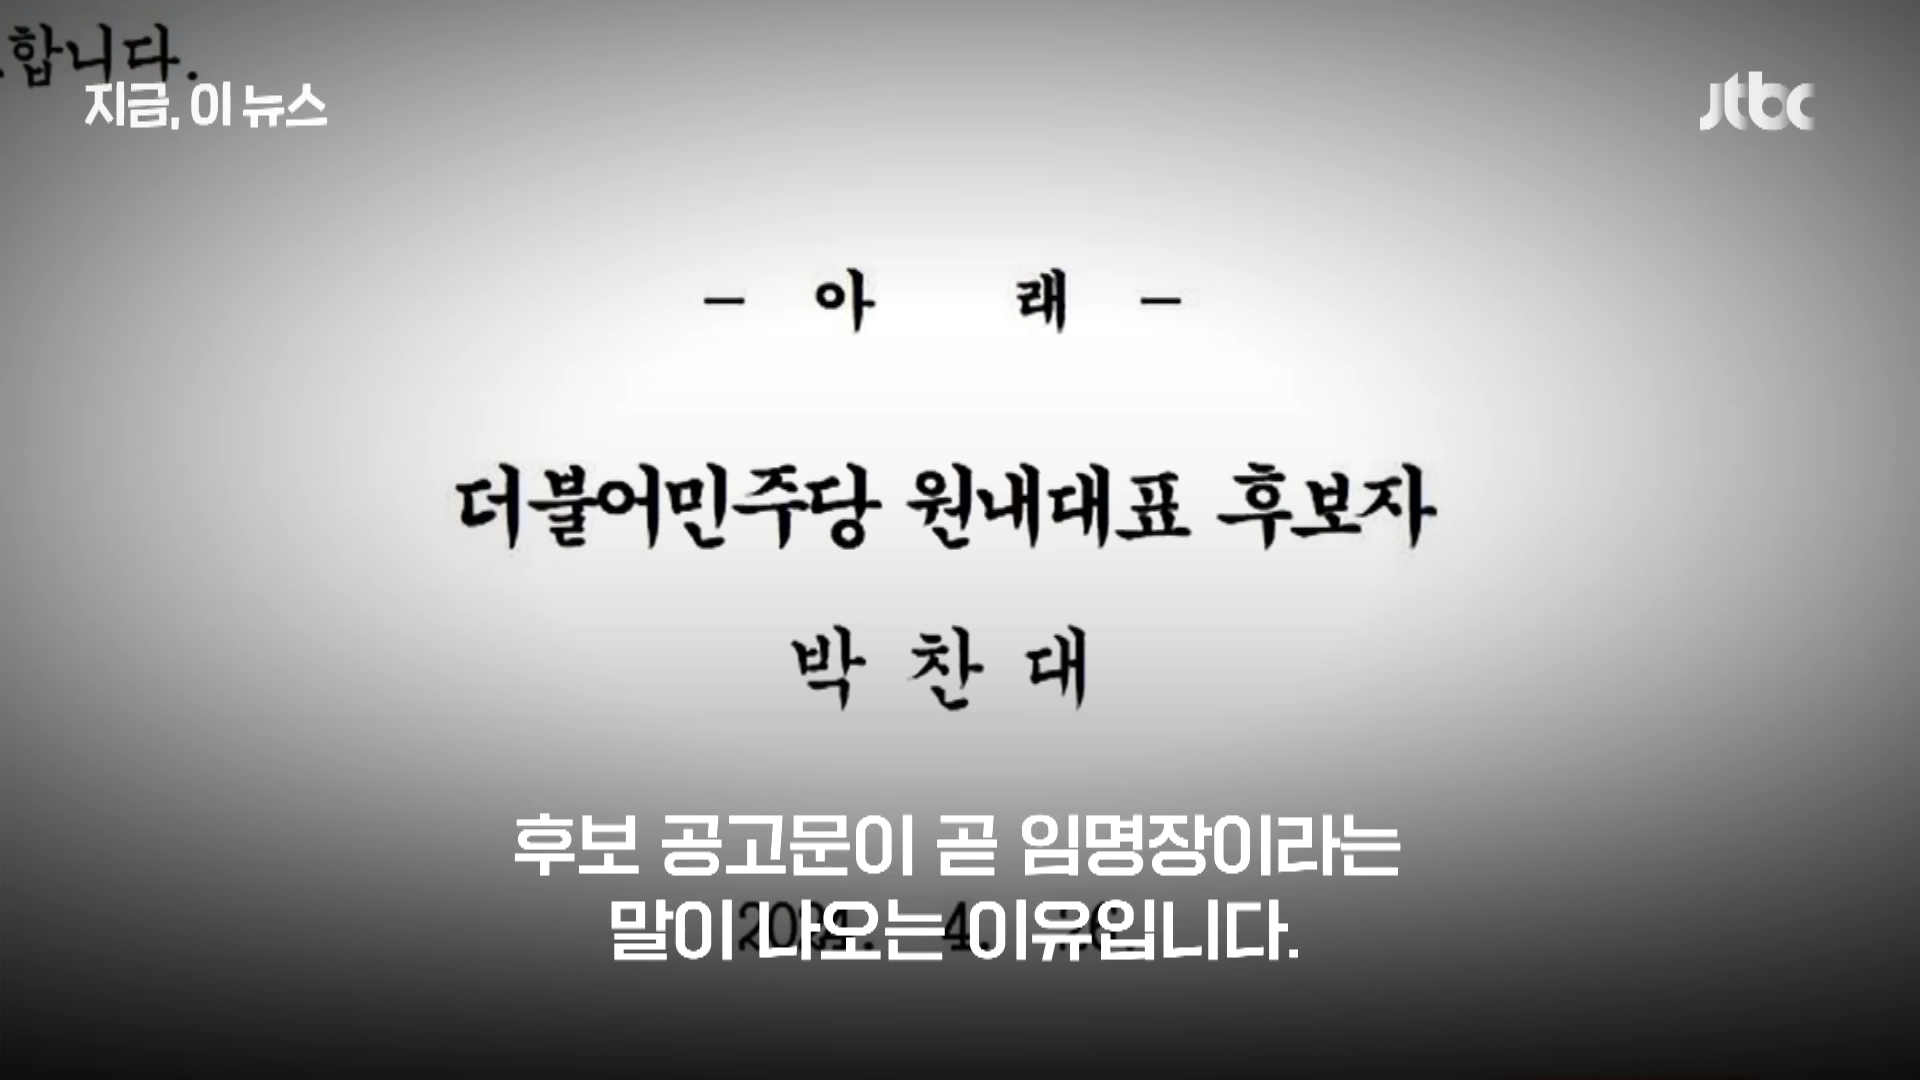 합니다.
지금, 이 뉴스
jtbc
- 아 래 -
더불어민주당 원내대표 후보자
박 찬 대
후보 공고문이 곧 임명장이라는
말이 나오는 이유입니다.